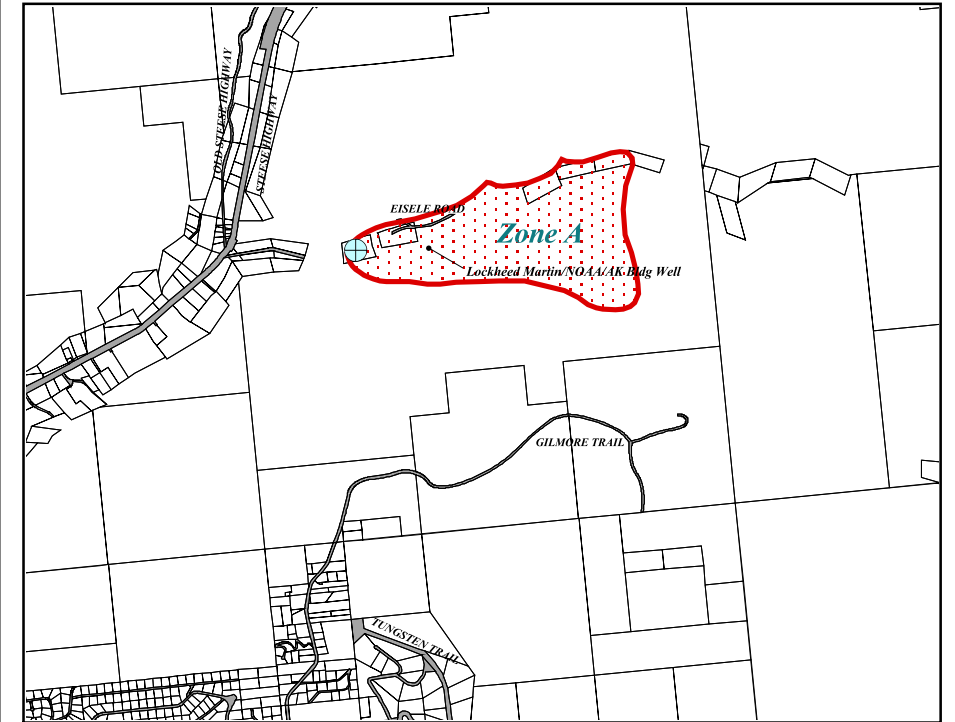 OLD STEESE HIGHWAY
STEESE HIGHWAY
EISELE ROAD
Zone A
Lockheed Martin/NOAA/AK Bldg Well
GILMORE TRAIL
TUNGSTEN TRAIL